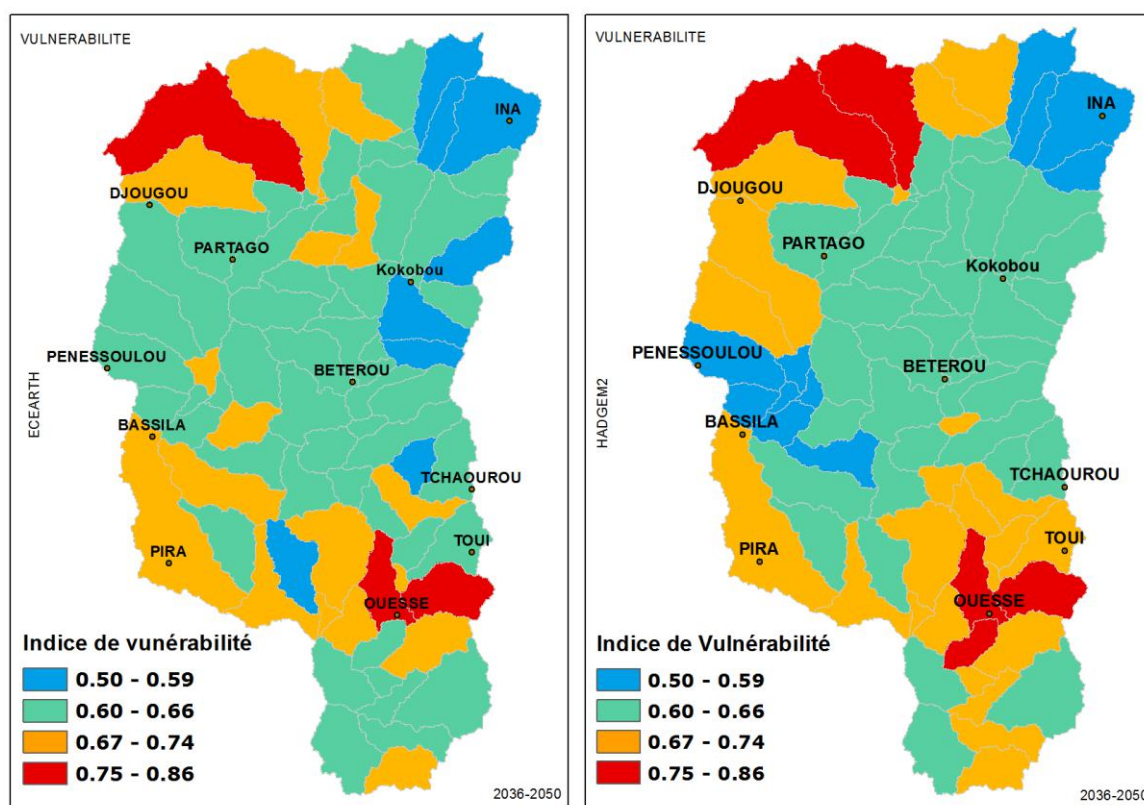 VULNERABILITE
INA
DJOUGOU
PARTAGO
Kokobou
PENESSOULOU
BETEROU
ECEARTH
BASSILA
TCHAOUROU
PIRA
TOUI
OUESSE
Indice de vunérabilité
0.50 - 0.59
0.60 - 0.66
0.67 - 0.74
0.75 - 0.86
2036-2050
VULNERABILITE
INA
DJOUGOU
PARTAGO
Kokobou
PENESSOULOU
BETEROU
HADGEM2
BASSILA
TCHAOUROU
PIRA
TOUI
OUESSE
Indice de Vulnérabilité
0.50 - 0.59
0.60 - 0.66
0.67 - 0.74
0.75 - 0.86
2036-2050